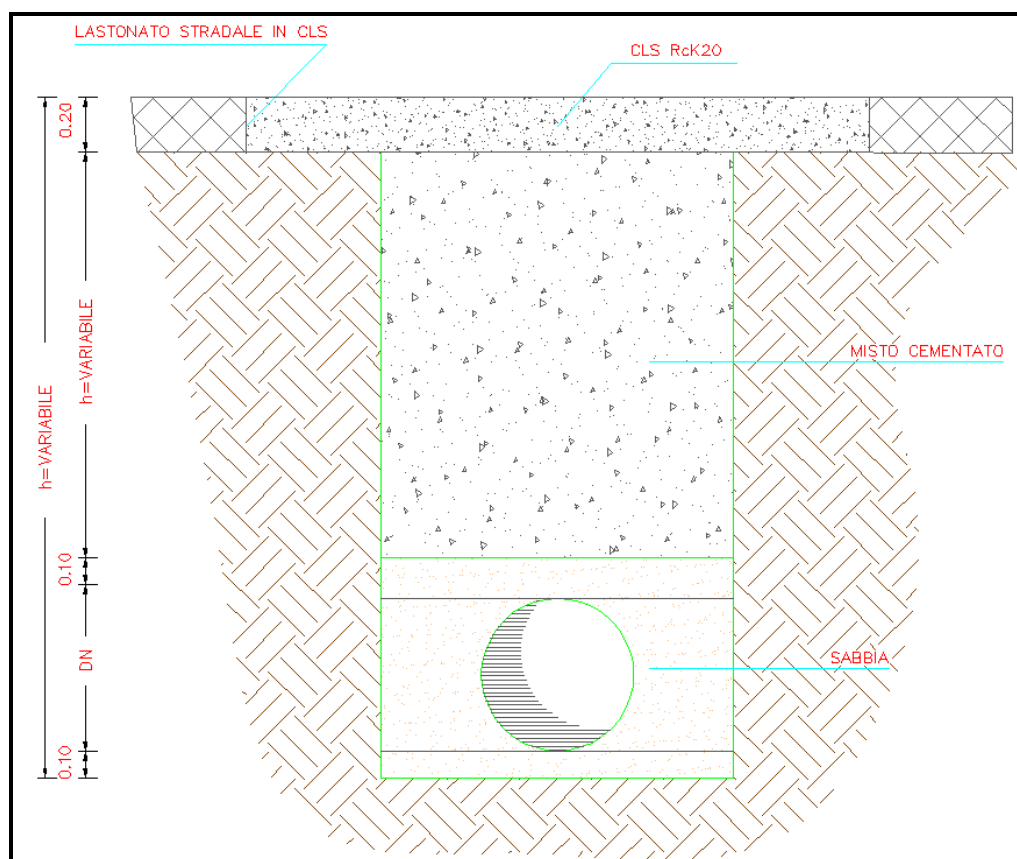 LASTONATO STRADALE IN CLS
CLS RcK20
0.20
h=VARIABILE
h=VARIABILE
MISTO CEMENTATO
0.10
DN
SABBIA
0.10